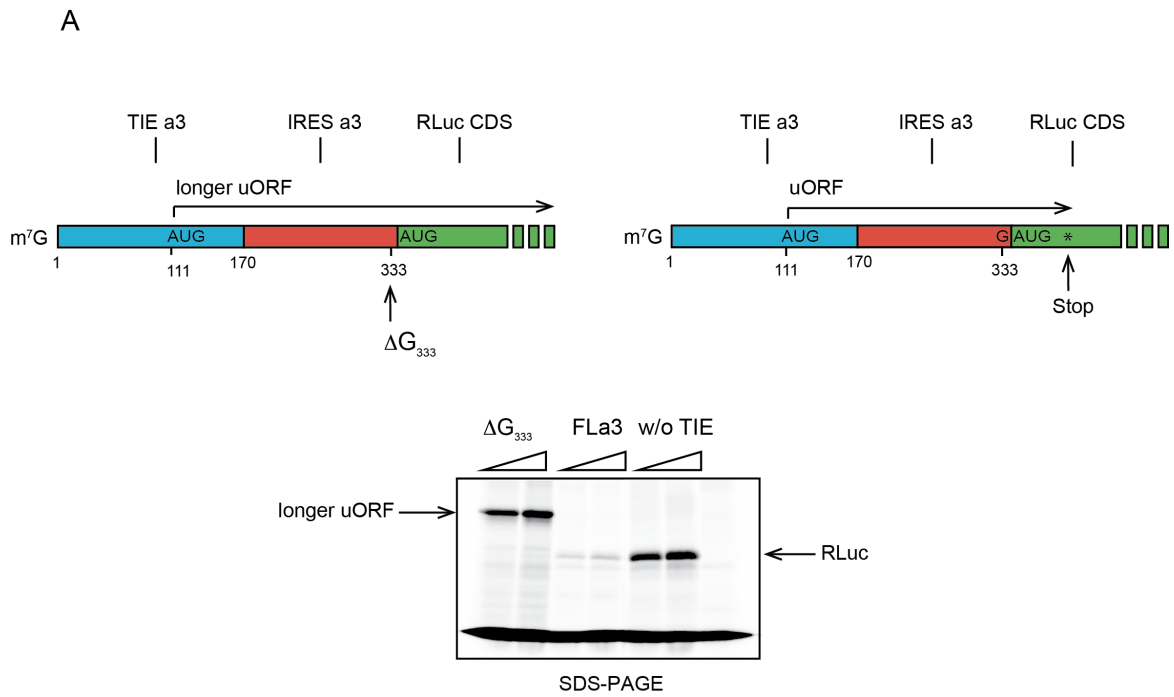 A
TIE a3 IRES a3 RLuc CDS
longer uORF
m⁷G AUG AUG
1 111 170 333
ΔG₃₃₃
TIE a3 IRES a3 RLuc CDS
uORF
m⁷G AUG G AUG *
1 111 170 333
Stop
ΔG₃₃₃ FLa3 w/o TIE
longer uORF
RLuc
SDS-PAGE